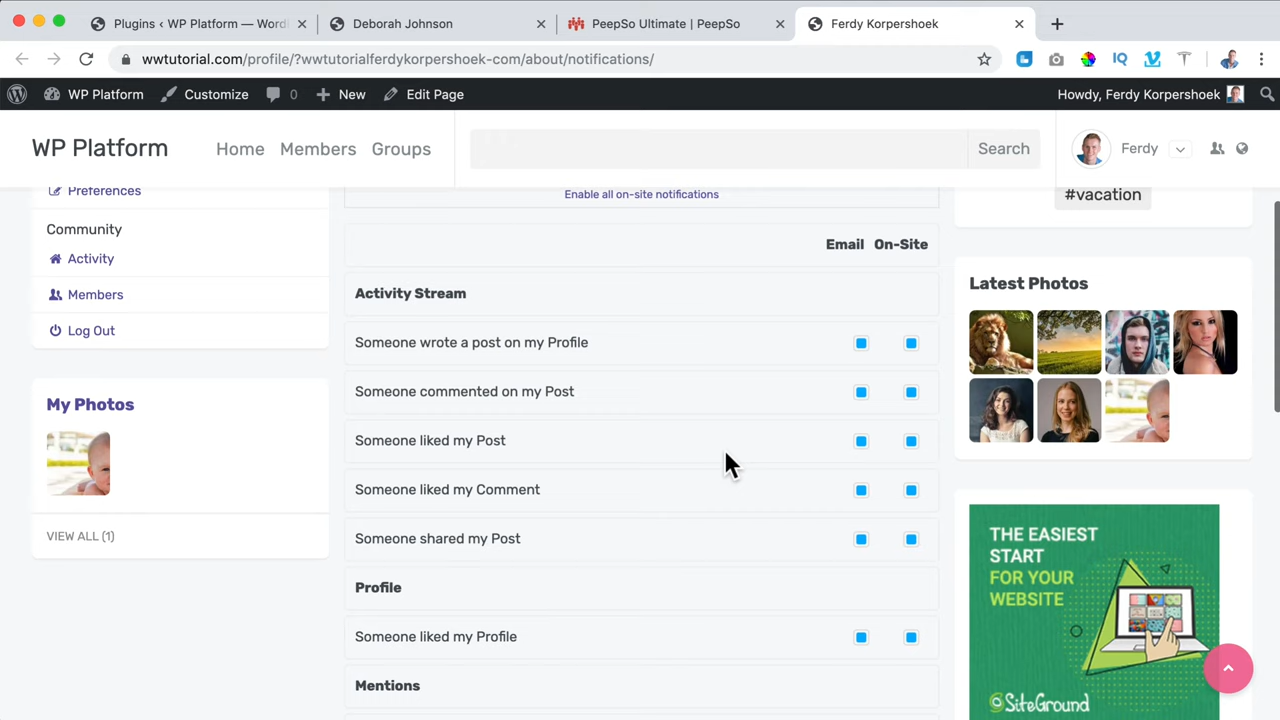 Plugins ‹ WP Platform — Word
Deborah Johnson
PeepSo Ultimate | PeepSo
Ferdy Korpershoek
wwtutorial.com/profile/?wwtutorialferdykorpershoek-com/about/notifications/
IQ
WP Platform
Customize
0
New
Edit Page
Howdy, Ferdy Korpershoek
WP Platform
Home
Members
Groups
Search
Ferdy
Preferences
Community
Activity
Members
Log Out
My Photos
VIEW ALL (1)
Enable all on-site notifications
Email On-Site
Activity Stream
Someone wrote a post on my Profile
Someone commented on my Post
Someone liked my Post
Someone liked my Comment
Someone shared my Post
Profile
Someone liked my Profile
Mentions
#vacation
Latest Photos
THE EASIEST
START
FOR YOUR
WEBSITE
SiteGround